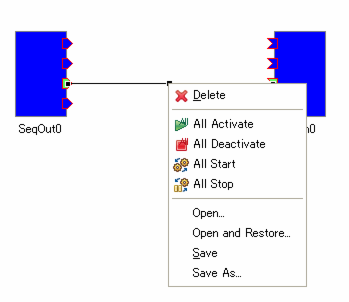 Delete
All Activate
SeqOut0
n0
All Deactivate
All Start
All Stop
Open...
Open and Restore...
Save
Save As...